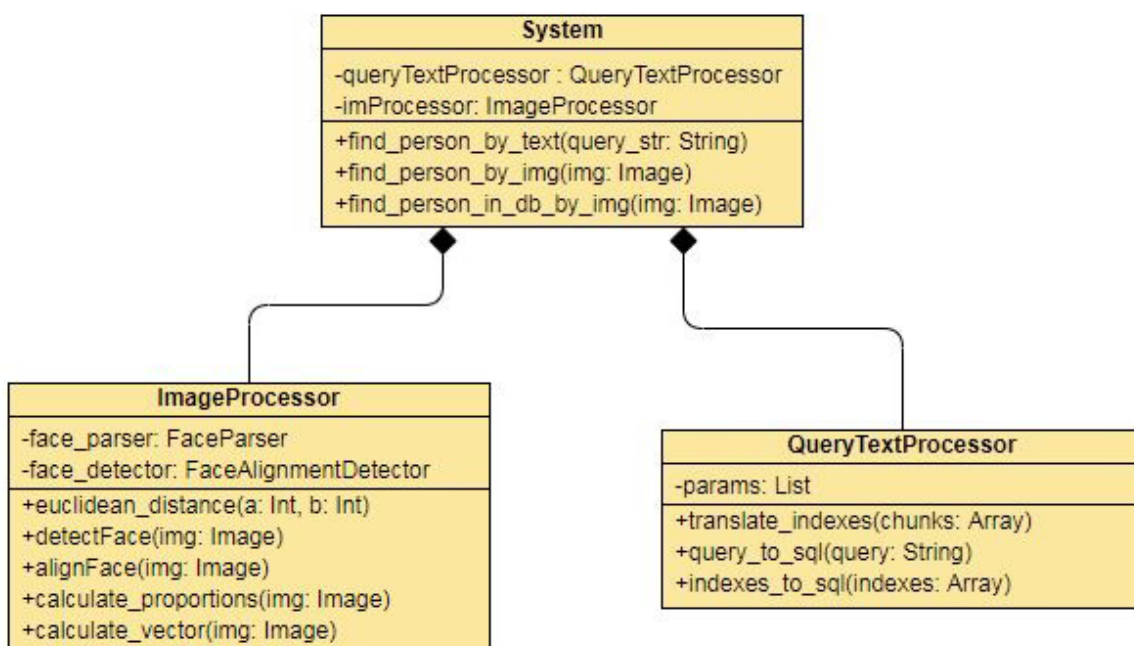 System
-queryTextProcessor : QueryTextProcessor
-imProcessor: ImageProcessor
+find_person_by_text(query_str: String)
+find_person_by_img(img: Image)
+find_person_in_db_by_img(img: Image)
ImageProcessor
-face_parser: FaceParser
-face_detector: FaceAlignmentDetector
+euclidean_distance(a: Int, b: Int)
+detectFace(img: Image)
+alignFace(img: Image)
+calculate_proportions(img: Image)
+calculate_vector(img: Image)
QueryTextProcessor
-params: List
+translate_indexes(chunks: Array)
+query_to_sql(query: String)
+indexes_to_sql(indexes: Array)